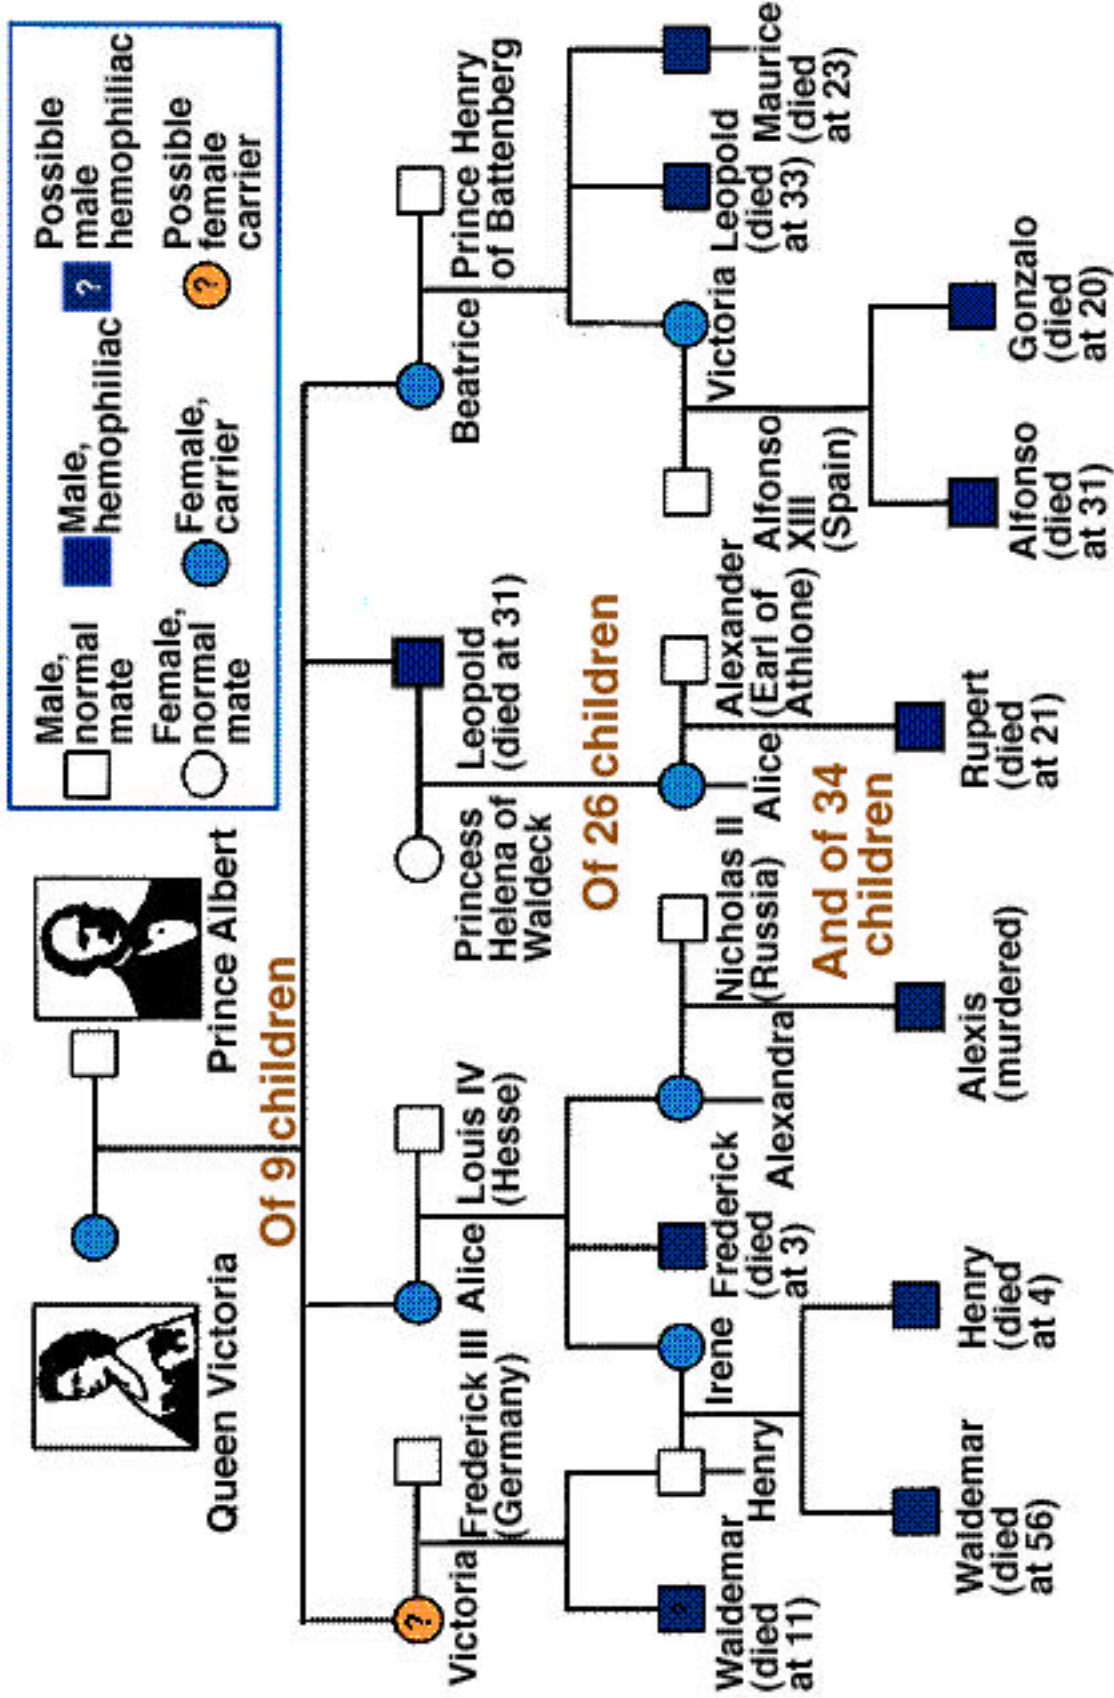 Queen Victoria
Prince Albert
Male,
normal
mate
Male,
hemophiliac
?
Possible
male
hemophiliac
Female,
normal
mate
Female,
carrier
?
Possible
female
carrier
Of 9 children
?
Victoria
Frederick III
(Germany)
Alice
Louis IV
(Hesse)
Princess
Helena of
Waldeck
Leopold
(died at 31)
Beatrice
Prince Henry
of Battenberg
Of 26 children
?
Waldemar
(died
at 11)
Henry
Irene
Frederick
(died
at 3)
Alexandra
Nicholas II
(Russia)
Alice
Alexander
(Earl of
Athlone)
Alfonso
XIII
(Spain)
Victoria
Leopold
(died
at 33)
Maurice
(died
at 23)
And of 34
children
Waldemar
(died
at 56)
Henry
(died
at 4)
Alexis
(murdered)
Rupert
(died
at 21)
Alfonso
(died
at 31)
Gonzalo
(died
at 20)